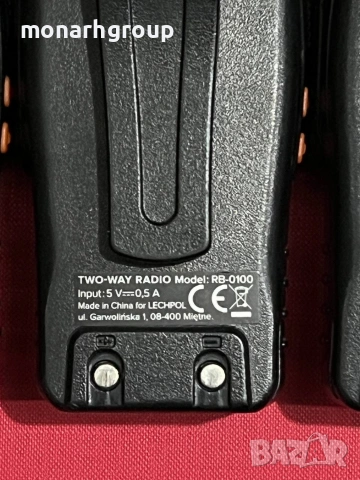 monarhgroup
TWO-WAY RADIO Model: RB-0100
Input: 5 V⎓0,5 A
Made in China for LECHPOL
ul. Garwolińska 1, 08-400 Miętne.
CE
BAZAR